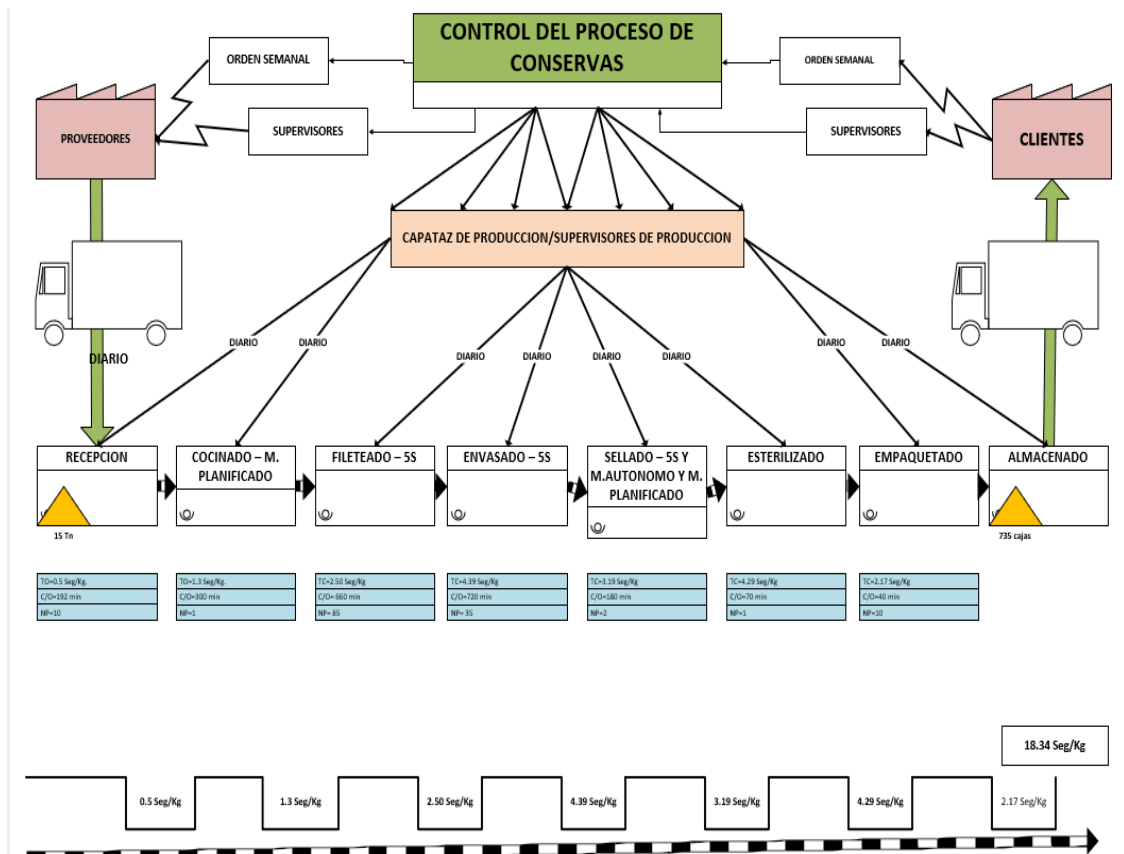 CONTROL DEL PROCESO DE
CONSERVAS
ORDEN SEMANAL
ORDEN SEMANAL
PROVEEDORES
SUPERVISORES
SUPERVISORES
CLIENTES
CAPATAZ DE PRODUCCION/SUPERVISORES DE PRODUCCION
DIARIO
DIARIO
DIARIO
DIARIO
DIARIO
DIARIO
DIARIO
DIARIO
DIARIO
RECEPCION
COCINADO – M.
PLANIFICADO
FILETEADO – 5S
ENVASADO – 5S
SELLADO – 5S Y
M.AUTONOMO Y M.
PLANIFICADO
ESTERILIZADO
EMPAQUETADO
ALMACENADO
15 Tn
735 cajas
TO=0.5 Seg/Kg.
C/O=192 min
NP=10
TO=1.3 Seg/Kg.
C/O=300 min
NP=1
TC=2.50 Seg/Kg
C/O= 660 min
NP= 85
TC=4.39 Seg/Kg
C/O=720 min
NP= 35
TC=3.19 Seg/Kg
C/O=180 min
NP=2
TC=4.29 Seg/Kg
C/O=70 min
NP=1
TC=2.17 Seg/Kg
C/O=40 min
NP=10
18.34 Seg/Kg
0.5 Seg/Kg
1.3 Seg/Kg
2.50 Seg/Kg
4.39 Seg/Kg
3.19 Seg/Kg
4.29 Seg/Kg
2.17 Seg/Kg